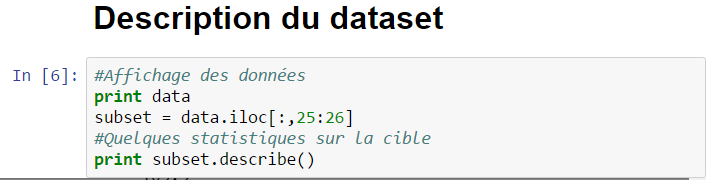 Description du dataset
In [6]: #Affichage des données
print data
subset = data.iloc[:,25:26]
#Quelques statistiques sur la cible
print subset.describe()